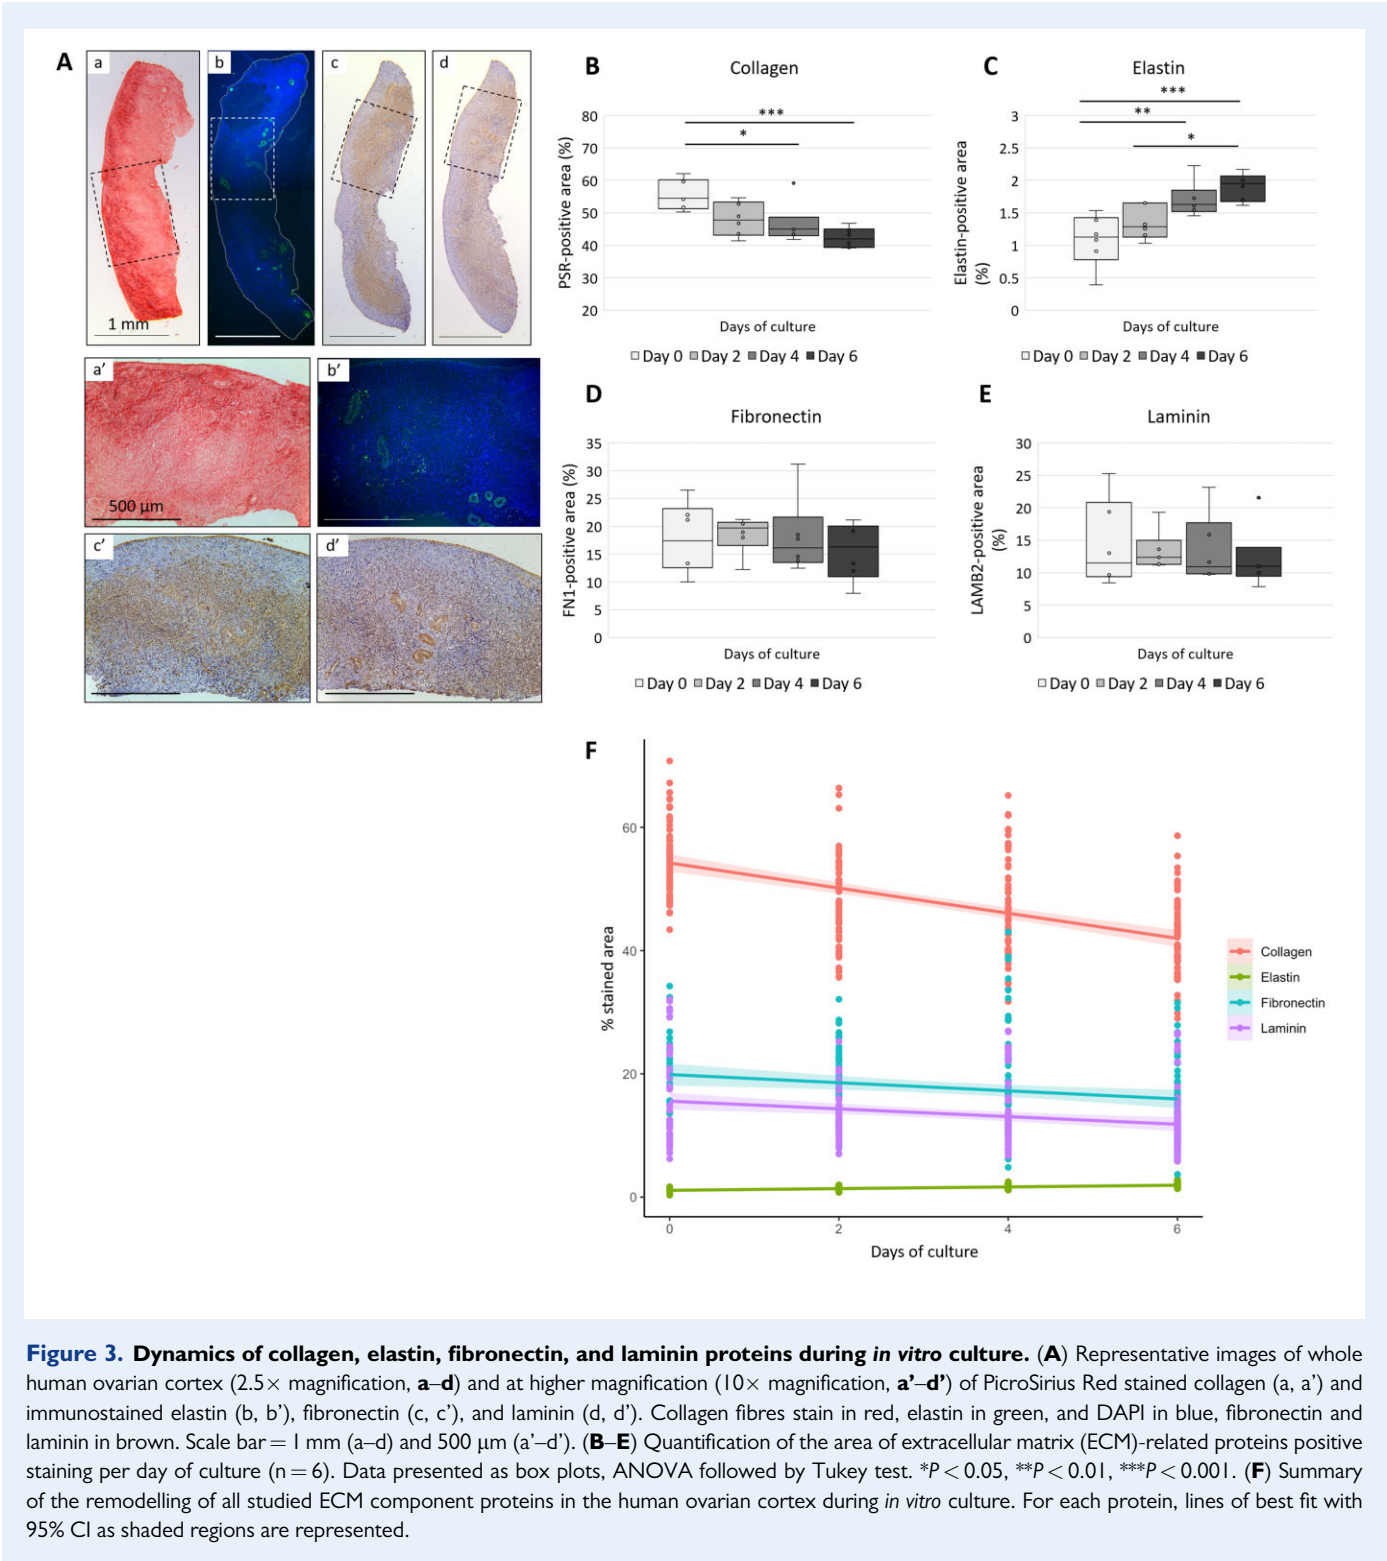 A
a
b
c
d
1 mm
a′
b′
500 µm
c′
d′
B
Collagen
***
*
PSR-positive area (%)
80
70
60
50
40
30
20
Days of culture
Day 0 Day 2 Day 4 Day 6
C
Elastin
***
**
*
Elastin-positive area
(%)
3
2.5
2
1.5
1
0.5
0
Days of culture
Day 0 Day 2 Day 4 Day 6
D
Fibronectin
FN1-positive area (%)
35
30
25
20
15
10
5
0
Days of culture
Day 0 Day 2 Day 4 Day 6
E
Laminin
LAMB2-positive area
(%)
30
25
20
15
10
5
0
Days of culture
Day 0 Day 2 Day 4 Day 6
F
% stained area
60
40
20
0
0 2 4 6
Days of culture
Collagen
Elastin
Fibronectin
Laminin
Figure 3. Dynamics of collagen, elastin, fibronectin, and laminin proteins during in vitro culture. (A) Representative images of whole
human ovarian cortex (2.5× magnification, a–d) and at higher magnification (10× magnification, a’–d’) of PicroSirius Red stained collagen (a, a’) and
immunostained elastin (b, b’), fibronectin (c, c’), and laminin (d, d’). Collagen fibres stain in red, elastin in green, and DAPI in blue, fibronectin and
laminin in brown. Scale bar = 1 mm (a–d) and 500 µm (a’–d’). (B–E) Quantification of the area of extracellular matrix (ECM)-related proteins positive
staining per day of culture (n = 6). Data presented as box plots, ANOVA followed by Tukey test. *P < 0.05, **P < 0.01, ***P < 0.001. (F) Summary
of the remodelling of all studied ECM component proteins in the human ovarian cortex during in vitro culture. For each protein, lines of best fit with
95% CI as shaded regions are represented.